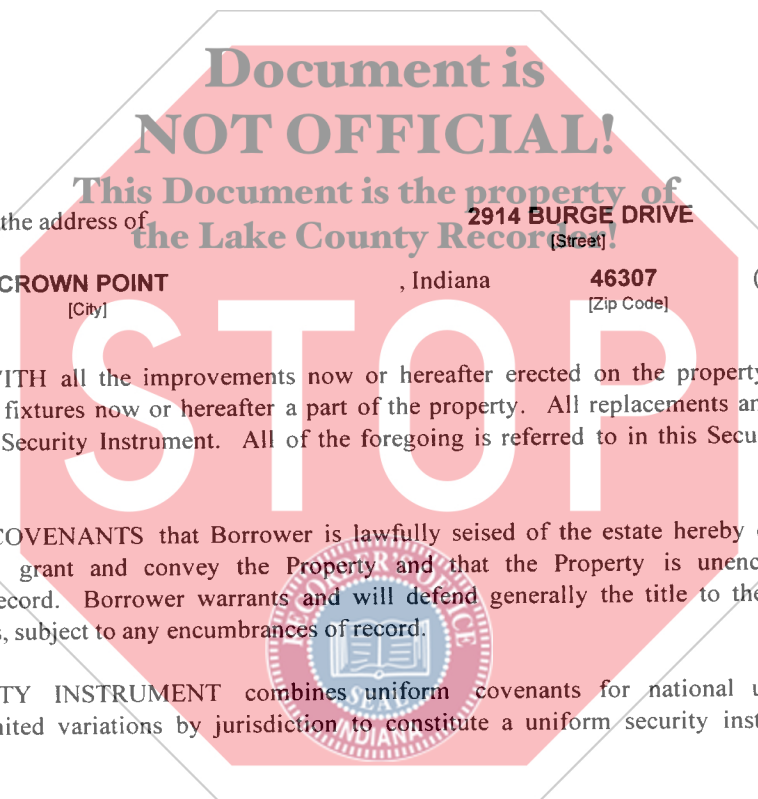 Document is
NOT OFFICIAL!
This Document is the property of
the Lake County Recorder!
the address of 2914 BURGE DRIVE
[Street]
CROWN POINT , Indiana 46307 (
[City] [Zip Code]
STOP
ITH all the improvements now or hereafter erected on the property
fixtures now or hereafter a part of the property. All replacements an
Security Instrument. All of the foregoing is referred to in this Secu
COVENANTS that Borrower is lawfully seised of the estate hereby
grant and convey the Property and that the Property is unenc
ecord. Borrower warrants and will defend generally the title to the
s, subject to any encumbrances of record.
TY INSTRUMENT combines uniform covenants for national u
nited variations by jurisdiction to constitute a uniform security inst
RECORDER'S OFFICE
SEAL
INDIANA